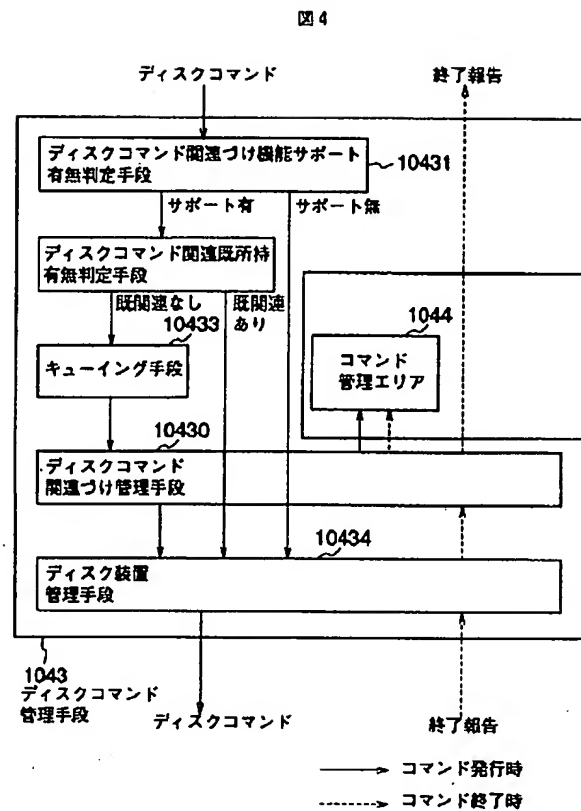 図4
ディスクコマンド
終了報告
ディスクコマンド関連づけ機能サポート
有無判定手段
10431
サポート有
サポート無
ディスクコマンド関連既所持
有無判定手段
既関連なし
既関連
あり
10433
キューイング手段
1044
コマンド
管理エリア
10430
ディスクコマンド
関連づけ管理手段
10434
ディスク装置
管理手段
1043
ディスクコマンド
管理手段
ディスクコマンド
終了報告
コマンド発行時
コマンド終了時